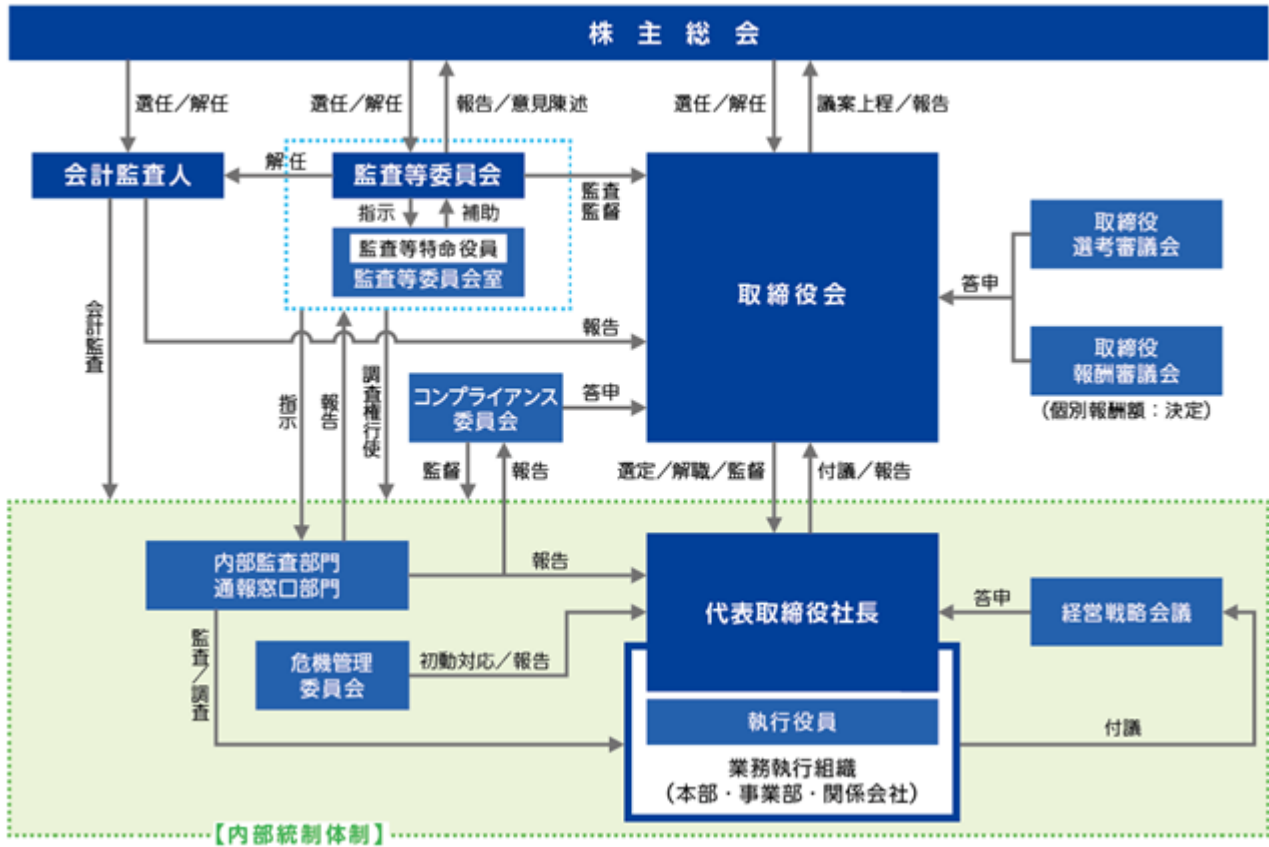 株主総会
選任／解任
選任／解任
報告／意見陳述
選任／解任
議案上程／報告
会計監査人
解任
監査等委員会
監査
監督
指示
補助
監査等特命役員
監査等委員会室
取締役会
取締役
選考審議会
答申
取締役
報酬審議会
(個別報酬額：決定)
会計監査
報告
指示
報告
調査権行使
コンプライアンス
委員会
答申
監督
報告
選定／解職／監督
付議／報告
内部監査部門
通報窓口部門
報告
代表取締役社長
答申
経営戦略会議
監査／調査
危機管理
委員会
初動対応／報告
執行役員
付議
業務執行組織
（本部・事業部・関係会社）
【内部統制体制】